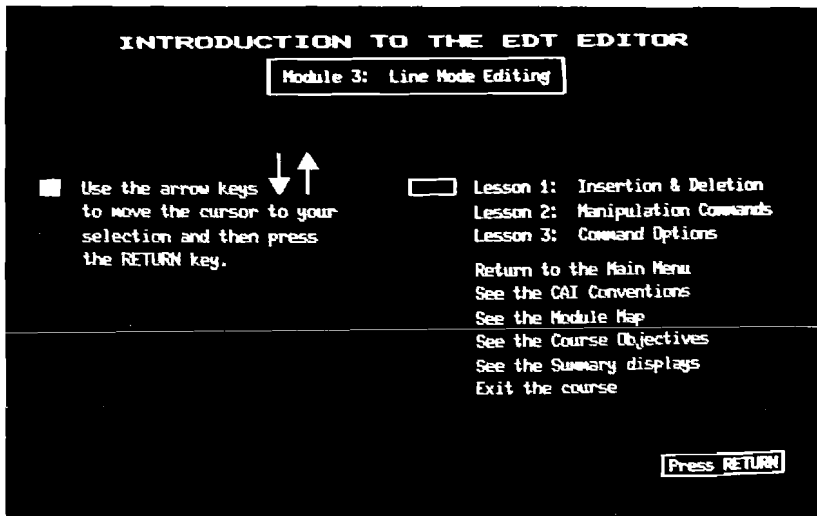 INTRODUCTION TO THE EDT EDITOR
Module 3: Line Mode Editing
Use the arrow keys
to move the cursor to your
selection and then press
the RETURN key.
Lesson 1: Insertion & Deletion
Lesson 2: Manipulation Commands
Lesson 3: Command Options
Return to the Main Menu
See the CAI Conventions
See the Module Map
See the Course Objectives
See the Summary displays
Exit the course
Press RETURN